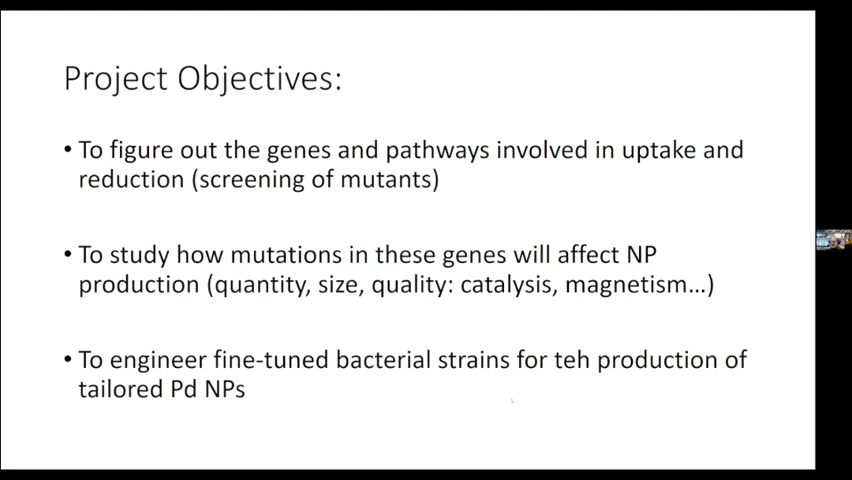 Project Objectives:
• To figure out the genes and pathways involved in uptake and
reduction (screening of mutants)
• To study how mutations in these genes will affect NP
production (quantity, size, quality: catalysis, magnetism…)
• To engineer fine-tuned bacterial strains for teh production of
tailored Pd NPs